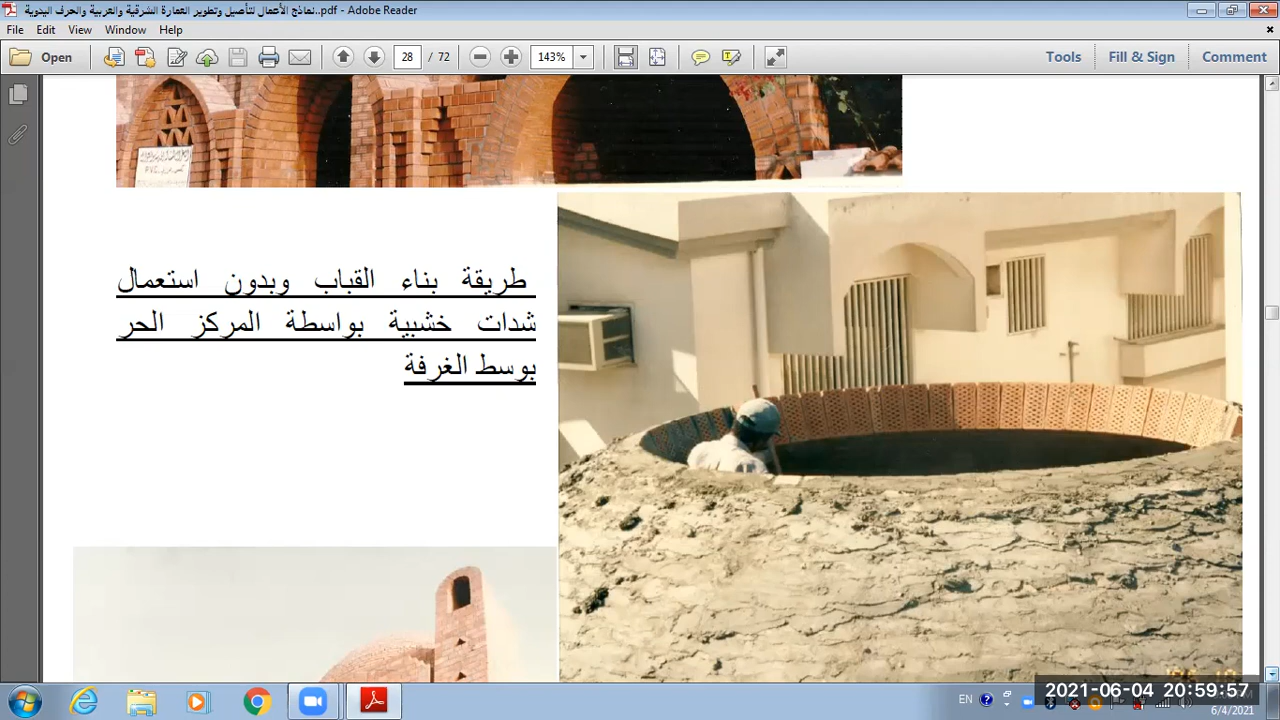 نماذج الأعمال لتأصيل وتطوير العمارة الشرقية والعربية والحرف اليدوية..pdf - Adobe Reader
File Edit View Window Help
Open 28 / 72 143% Tools Fill & Sign Comment
طريقة بناء القباب وبدون استعمال
شدات خشبية بواسطة المركز الحر
بوسط الغرفة
EN
2021-06-04 20:59:57
6/4/2021